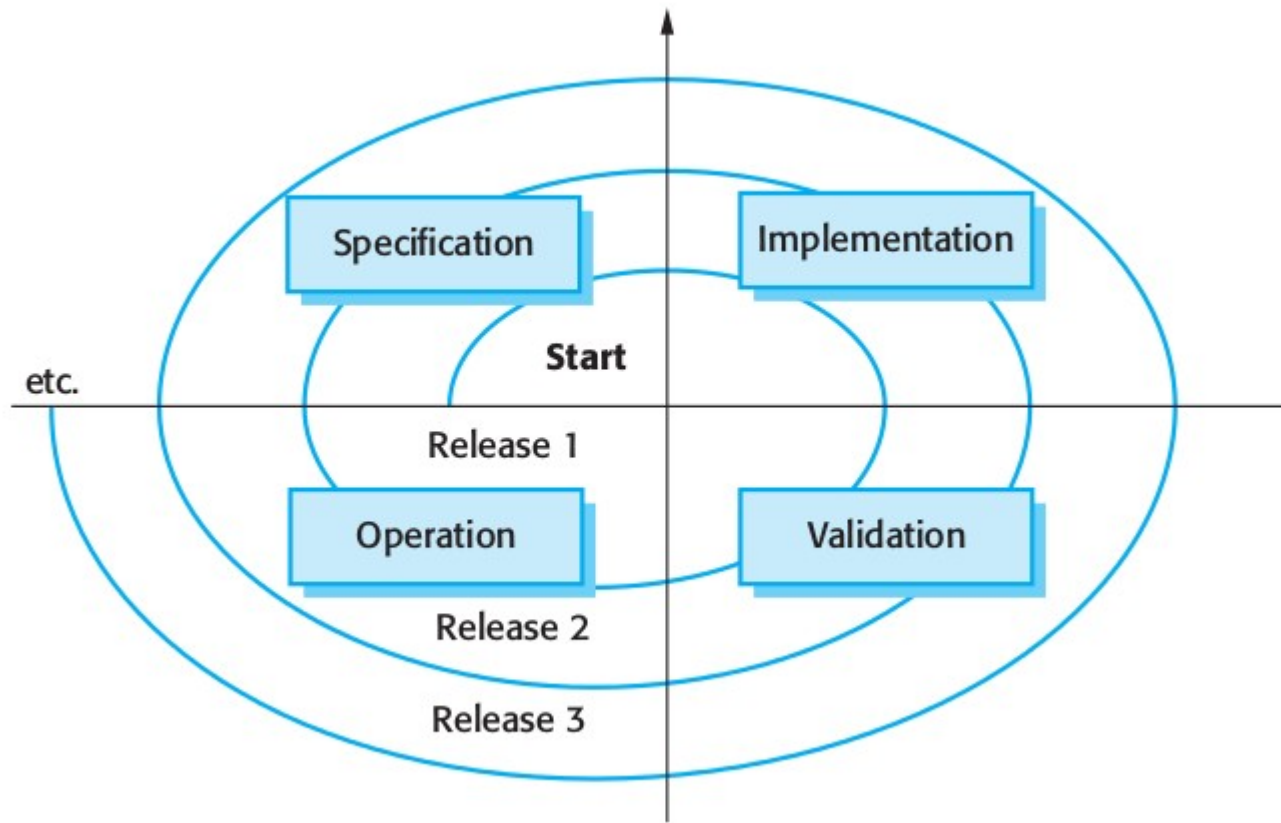 Specification
Implementation
Start
etc.
Release 1
Operation
Validation
Release 2
Release 3